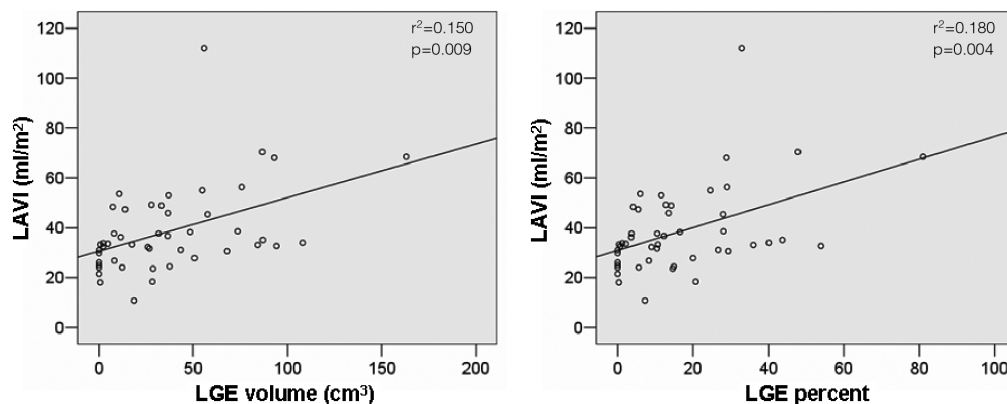 r²=0.150
p=0.009
120
100
80
60
40
20
0
LAVI (ml/m²)
0 50 100 150 200
LGE volume (cm³)
r²=0.180
p=0.004
120
100
80
60
40
20
0
LAVI (ml/m²)
0 20 40 60 80 100
LGE percent